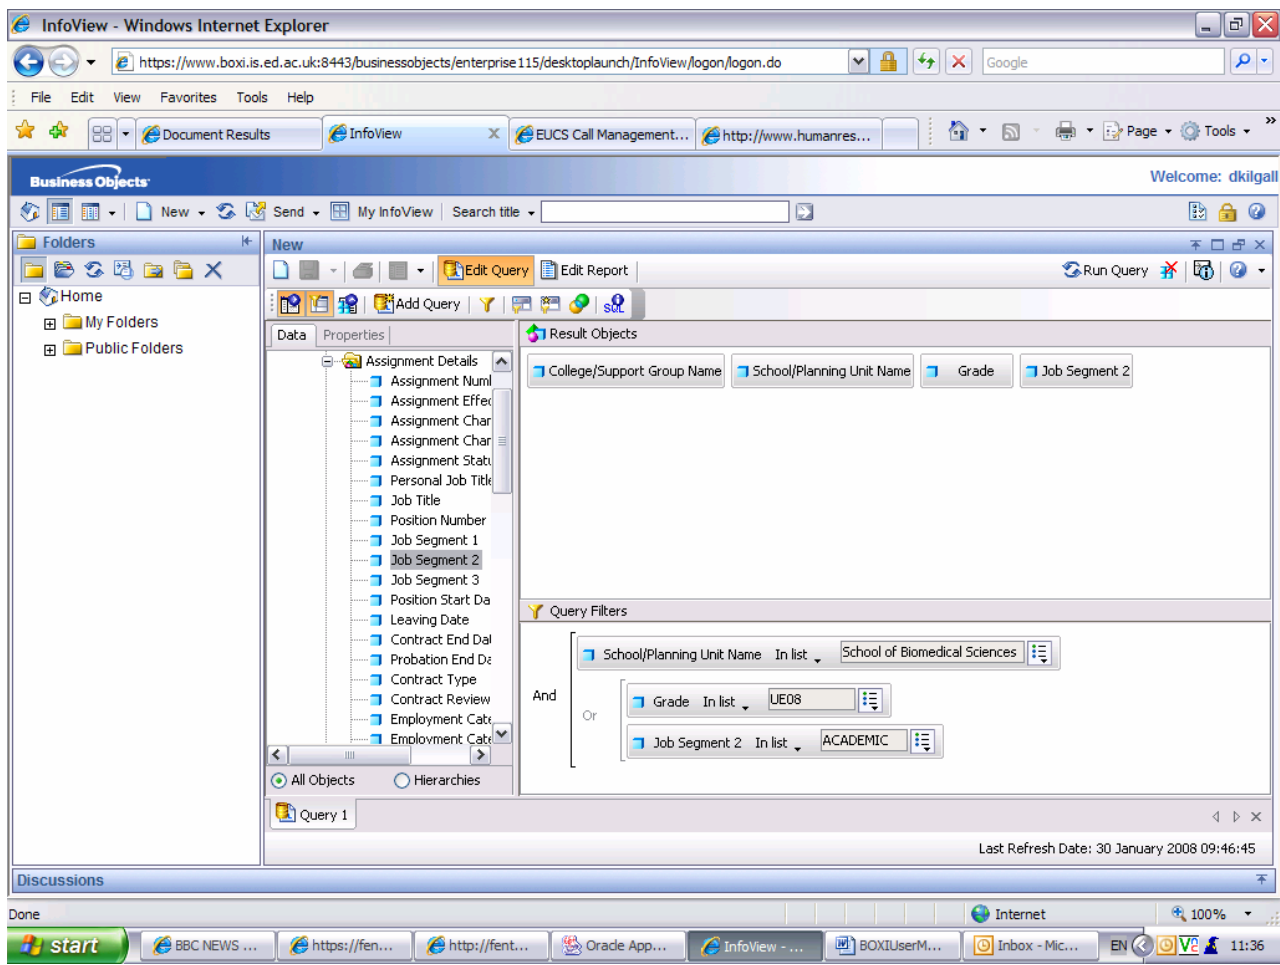 InfoView - Windows Internet Explorer
https://www.boxi.is.ed.ac.uk:8443/businessobjects/enterprise115/desktoplaunch/InfoView/logon/logon.do
Google
File Edit View Favorites Tools Help
Document Results InfoView EUCS Call Management... http://www.humanres... Page Tools
Business Objects
Welcome: dkilgall
New Send My InfoView Search title
Folders
New
Edit Query Edit Report Run Query
Home
Add Query SQL
My Folders
Data Properties Result Objects
Public Folders
Assignment Details
College/Support Group Name School/Planning Unit Name Grade Job Segment 2
Assignment Numl
Assignment Effec
Assignment Char
Assignment Char
Assignment Statu
Personal Job Title
Job Title
Position Number
Job Segment 1
Job Segment 2
Job Segment 3
Position Start Da
Query Filters
Leaving Date
Contract End Dat
School/Planning Unit Name In list School of Biomedical Sciences
Probation End Da
Contract Type
And
Contract Review
Grade In list UE08
Or
Employment Cate
Employment Cate
Job Segment 2 In list ACADEMIC
All Objects Hierarchies
Query 1
Last Refresh Date: 30 January 2008 09:46:45
Discussions
Done Internet 100%
start BBC NEWS ... https://fen... http://fent... Oracle App... InfoView - ... BOXIUserM... Inbox - Mic... EN 11:36